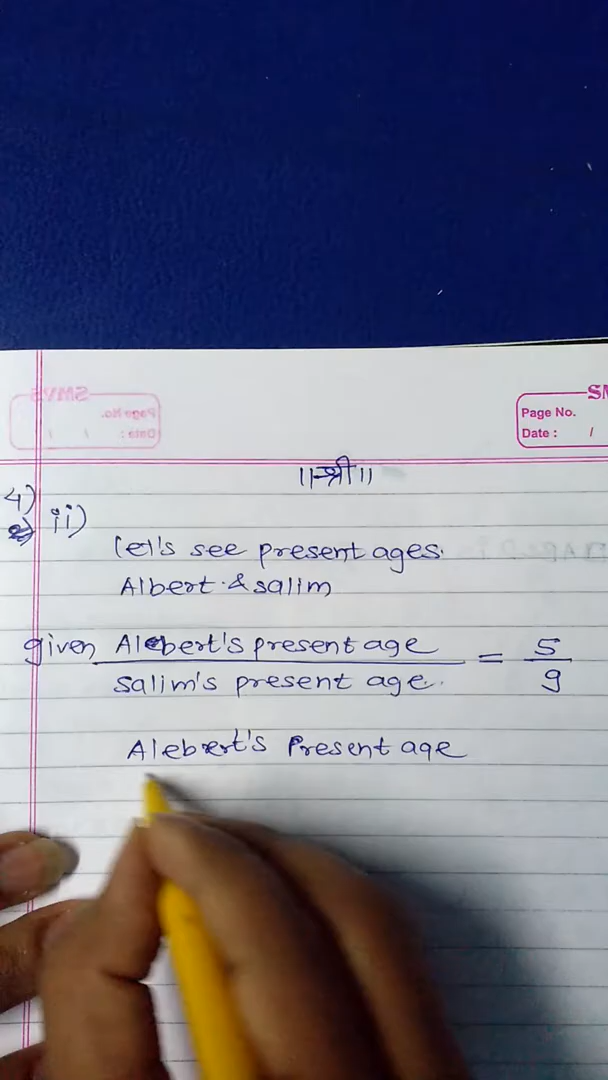 SM
Page No.
Date : /
॥श्री॥
4)
ii)
let's see present ages.
Albert & salim
given Alebert's present age = 5
salim's present age. 9
Alebert's Present age